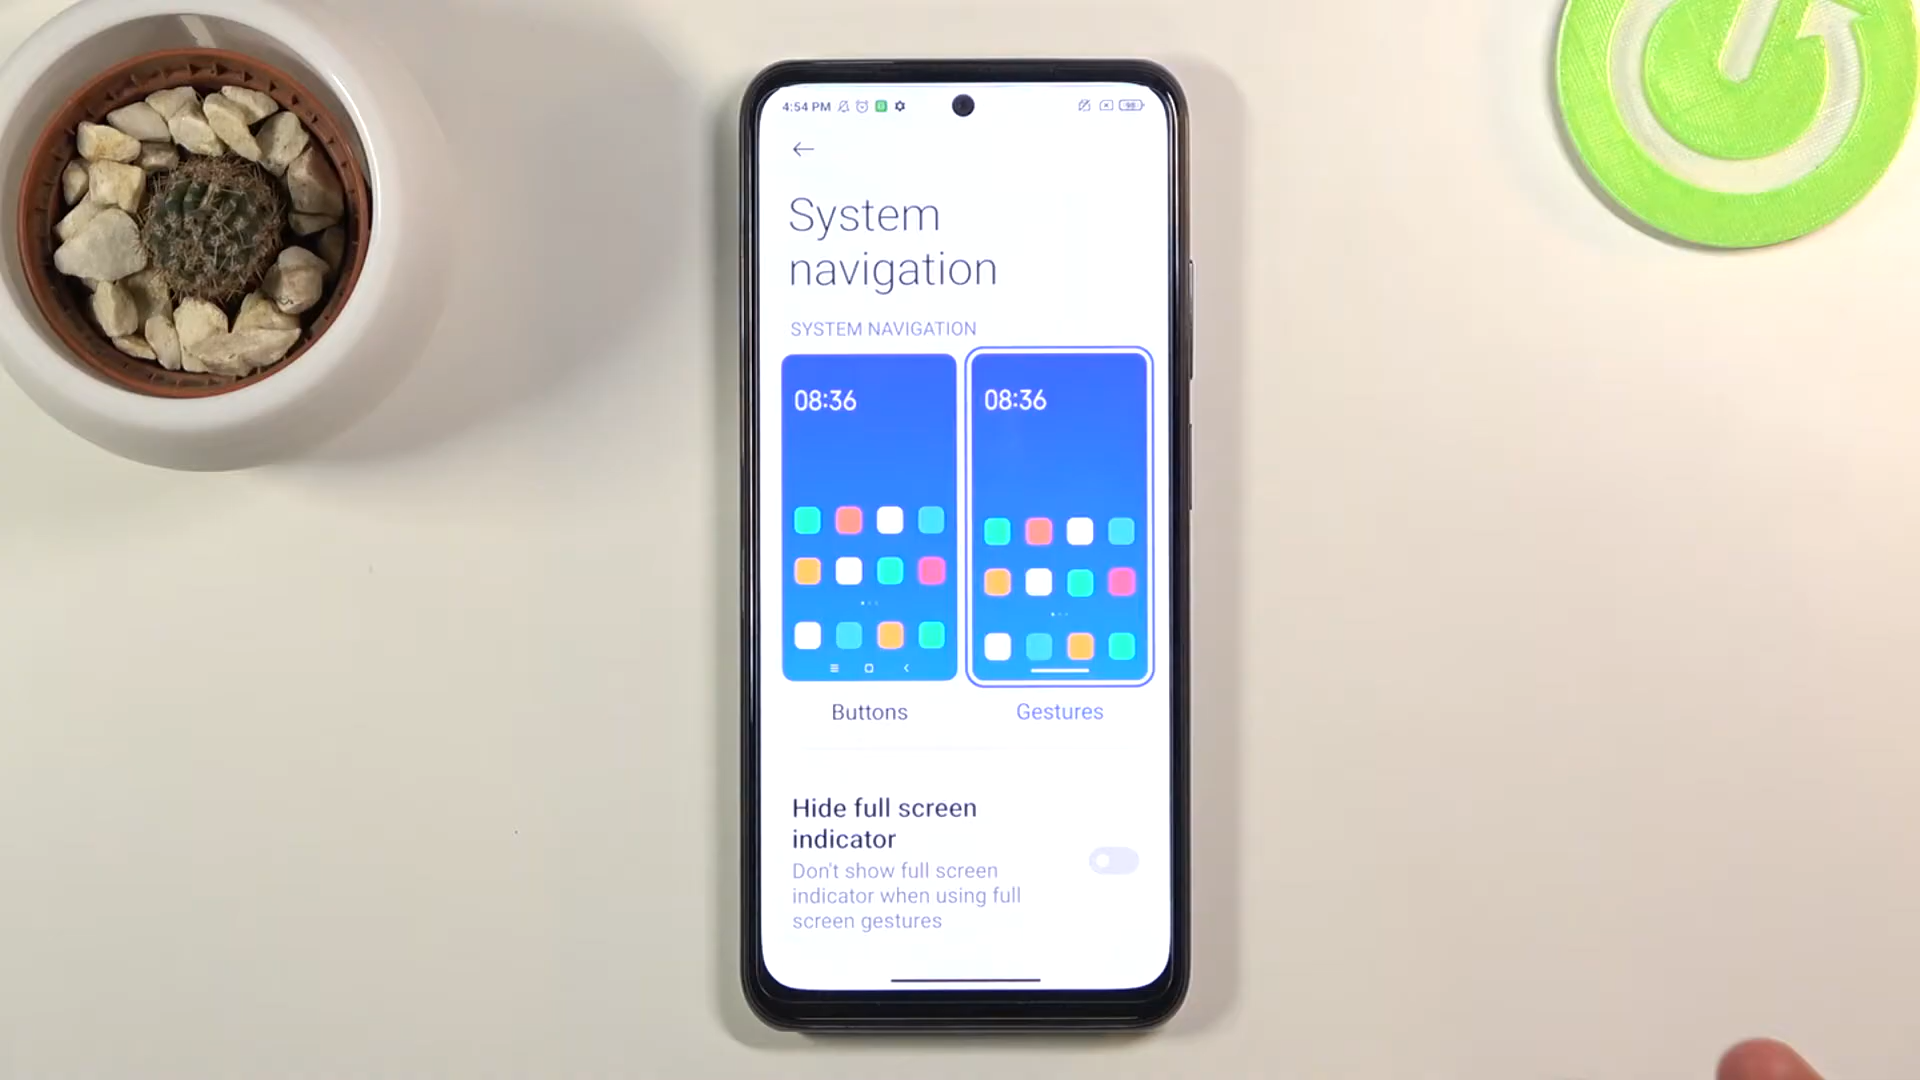 4:54 PM
98
System
navigation
SYSTEM NAVIGATION
08:36
08:36
Buttons
Gestures
Hide full screen
indicator
Don't show full screen
indicator when using full
screen gestures